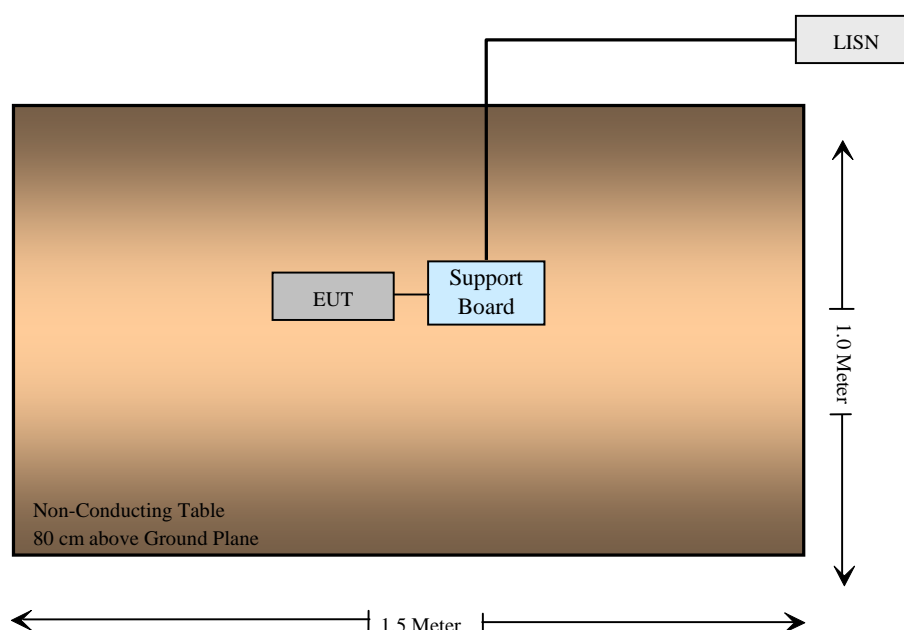 LISN
Support
Board
EUT
1.0 Meter
Non-Conducting Table
80 cm above Ground Plane
1.5 Meter